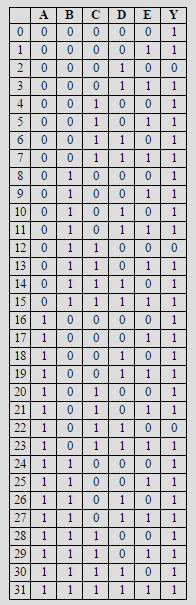 A B C D E Y
0 0 0 0 0 0 1
1 0 0 0 0 1 1
2 0 0 0 1 0 0
3 0 0 0 1 1 1
4 0 0 1 0 0 1
5 0 0 1 0 1 1
6 0 0 1 1 0 1
7 0 0 1 1 1 1
8 0 1 0 0 0 1
9 0 1 0 0 1 1
10 0 1 0 1 0 1
11 0 1 0 1 1 1
12 0 1 1 0 0 0
13 0 1 1 0 1 1
14 0 1 1 1 0 1
15 0 1 1 1 1 1
16 1 0 0 0 0 1
17 1 0 0 0 1 1
18 1 0 0 1 0 1
19 1 0 0 1 1 1
20 1 0 1 0 0 1
21 1 0 1 0 1 1
22 1 0 1 1 0 0
23 1 0 1 1 1 1
24 1 1 0 0 0 1
25 1 1 0 0 1 1
26 1 1 0 1 0 1
27 1 1 0 1 1 1
28 1 1 1 0 0 1
29 1 1 1 0 1 1
30 1 1 1 1 0 1
31 1 1 1 1 1 1